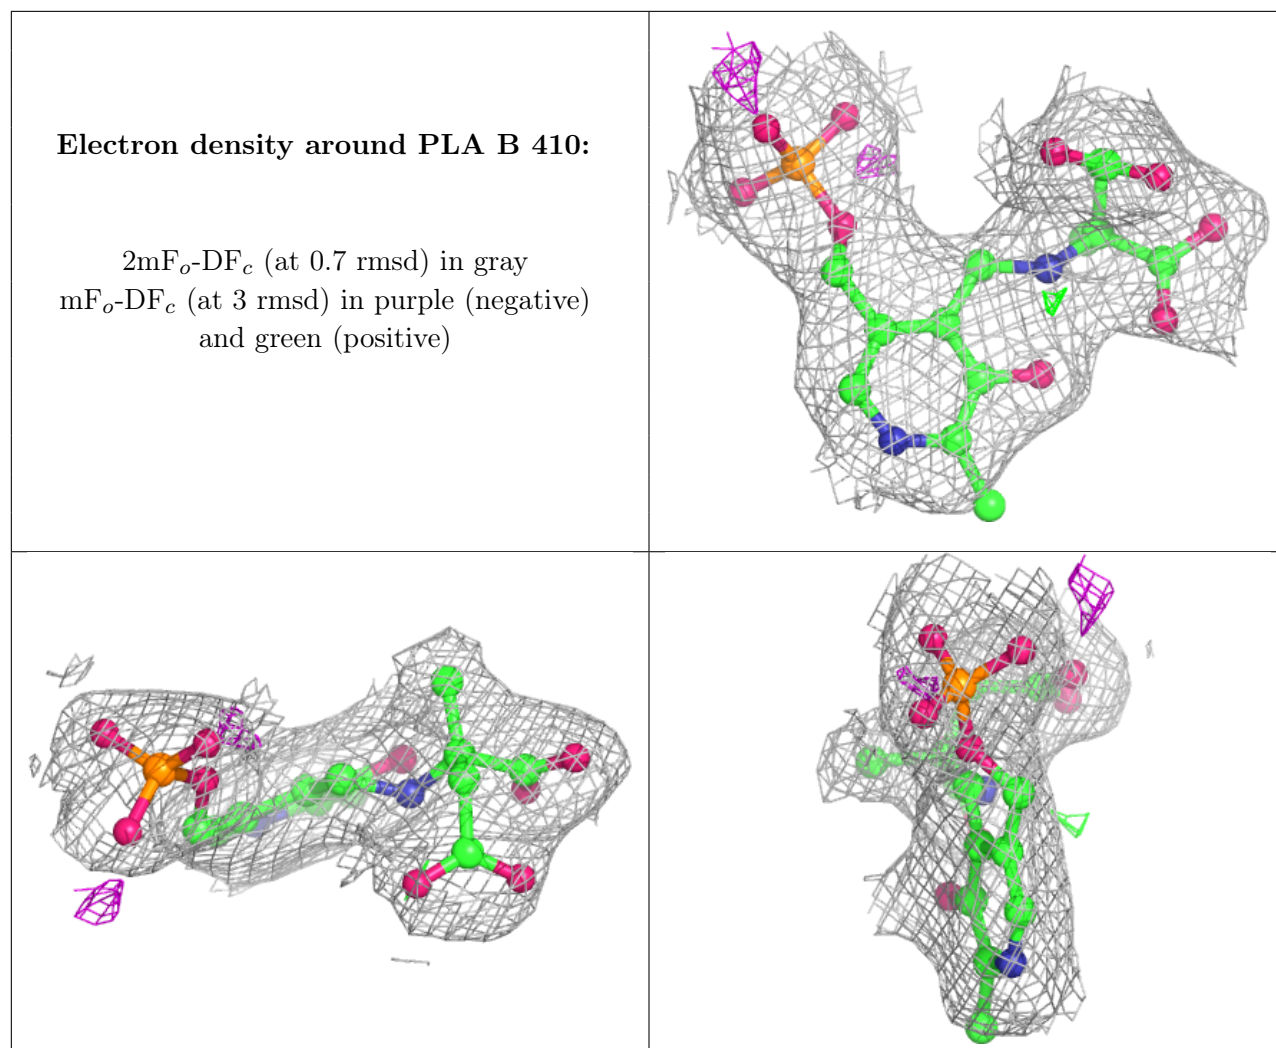 Electron density around PLA B 410:
2mFo-DFc (at 0.7 rmsd) in gray
mFo-DFc (at 3 rmsd) in purple (negative)
and green (positive)